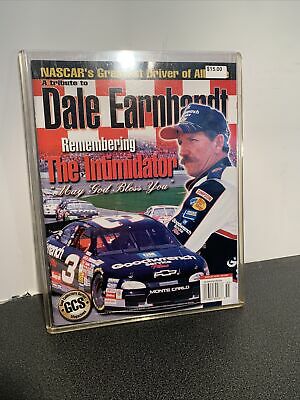 NASCAR's Greatest Driver of All
$15.00
A tribute to
Dale Earnhardt
Remembering
The Intimidator
May God Bless You
3
GOODWRENCH
MONTE CARLO
GCS